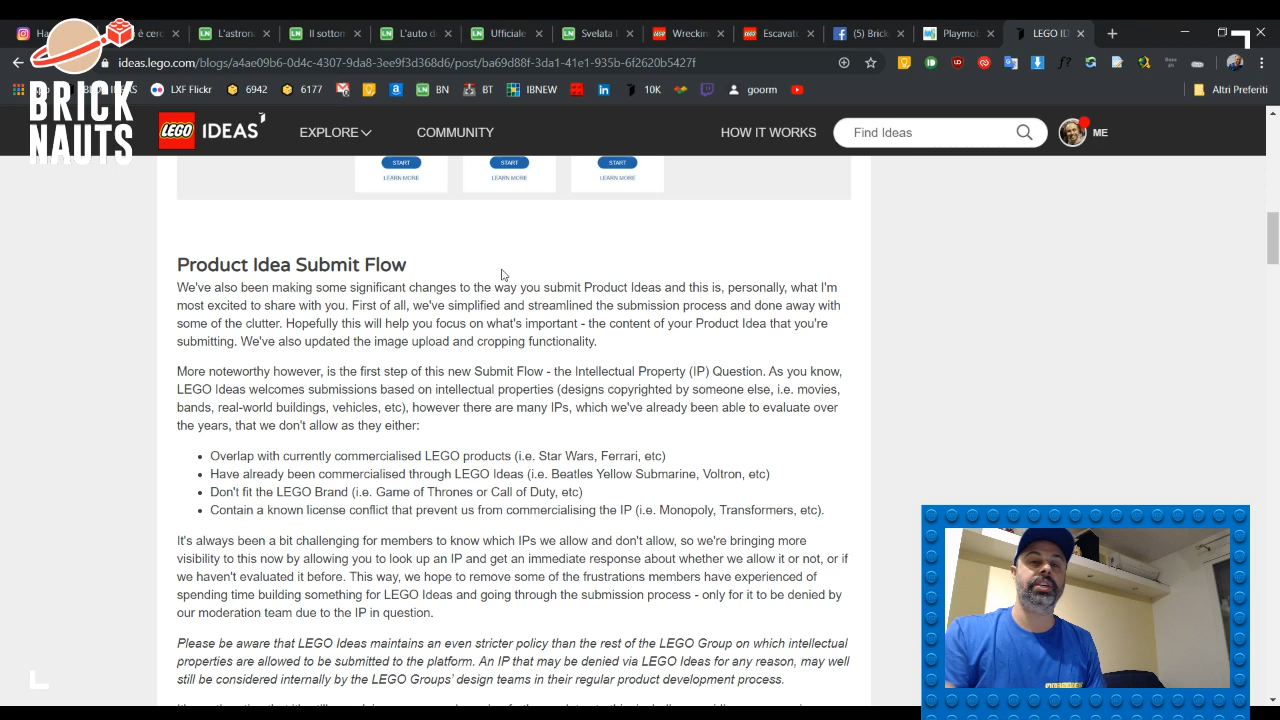 Ha
è cerc
L'astron
Il sottom
L'auto d
Ufficiale
Svelata l
Wreckin
Escavato
(5) Brick
Playmot
LEGO ID
ideas.lego.com/blogs/a4ae09b6-0d4c-4307-9da8-3ee9f3d368d6/post/ba69d88f-3da1-41e1-935b-6f2620b5427f
LXF Flickr
6942
6177
BN
BT
IBNEW
10K
goorm
Altri Preferiti
BRICK
NAUTS
LEGO IDEAS
EXPLORE
COMMUNITY
HOW IT WORKS
Find Ideas
ME
START
START
START
LEARN MORE
LEARN MORE
LEARN MORE
Product Idea Submit Flow
We've also been making some significant changes to the way you submit Product Ideas and this is, personally, what I'm
most excited to share with you. First of all, we've simplified and streamlined the submission process and done away with
some of the clutter. Hopefully this will help you focus on what's important - the content of your Product Idea that you're
submitting. We've also updated the image upload and cropping functionality.
More noteworthy however, is the first step of this new Submit Flow - the Intellectual Property (IP) Question. As you know,
LEGO Ideas welcomes submissions based on intellectual properties (designs copyrighted by someone else, i.e. movies,
bands, real-world buildings, vehicles, etc), however there are many IPs, which we've already been able to evaluate over
the years, that we don't allow as they either:
• Overlap with currently commercialised LEGO products (i.e. Star Wars, Ferrari, etc)
• Have already been commercialised through LEGO Ideas (i.e. Beatles Yellow Submarine, Voltron, etc)
• Don't fit the LEGO Brand (i.e. Game of Thrones or Call of Duty, etc)
• Contain a known license conflict that prevent us from commercialising the IP (i.e. Monopoly, Transformers, etc).
It's always been a bit challenging for members to know which IPs we allow and don't allow, so we're bringing more
visibility to this now by allowing you to look up an IP and get an immediate response about whether we allow it or not, or if
we haven't evaluated it before. This way, we hope to remove some of the frustrations members have experienced of
spending time building something for LEGO Ideas and going through the submission process - only for it to be denied by
our moderation team due to the IP in question.
Please be aware that LEGO Ideas maintains an even stricter policy than the rest of the LEGO Group on which intellectual
properties are allowed to be submitted to the platform. An IP that may be denied via LEGO Ideas for any reason, may well
still be considered internally by the LEGO Groups' design teams in their regular product development process.